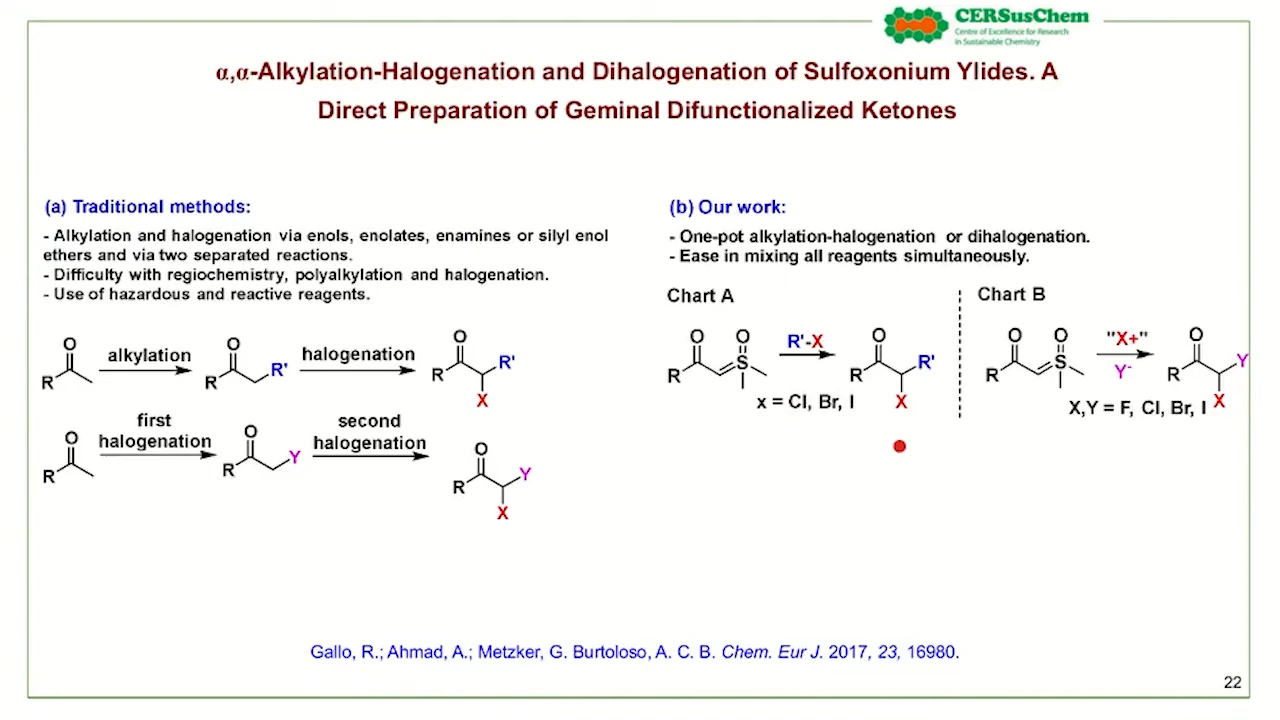 CERSusChem
Centre of Excellence for Research
in Sustainable Chemistry
α,α-Alkylation-Halogenation and Dihalogenation of Sulfoxonium Ylides. A
Direct Preparation of Geminal Difunctionalized Ketones
(a) Traditional methods:
- Alkylation and halogenation via enols, enolates, enamines or silyl enol
ethers and via two separated reactions.
- Difficulty with regiochemistry, polyalkylation and halogenation.
- Use of hazardous and reactive reagents.
O
R
alkylation
O
R
R'
halogenation
O
R
R'
X
O
R
first
halogenation
O
R
Y
second
halogenation
O
R
Y
X
(b) Our work:
- One-pot alkylation-halogenation or dihalogenation.
- Ease in mixing all reagents simultaneously.
Chart A
O
O
R
S
R'-X
x = Cl, Br, I
O
R
R'
X
Chart B
O
O
R
S
"X+"
Y-
X,Y = F, Cl, Br, I
O
R
Y
X
Gallo, R.; Ahmad, A.; Metzker, G. Burtoloso, A. C. B. Chem. Eur J. 2017, 23, 16980.
22